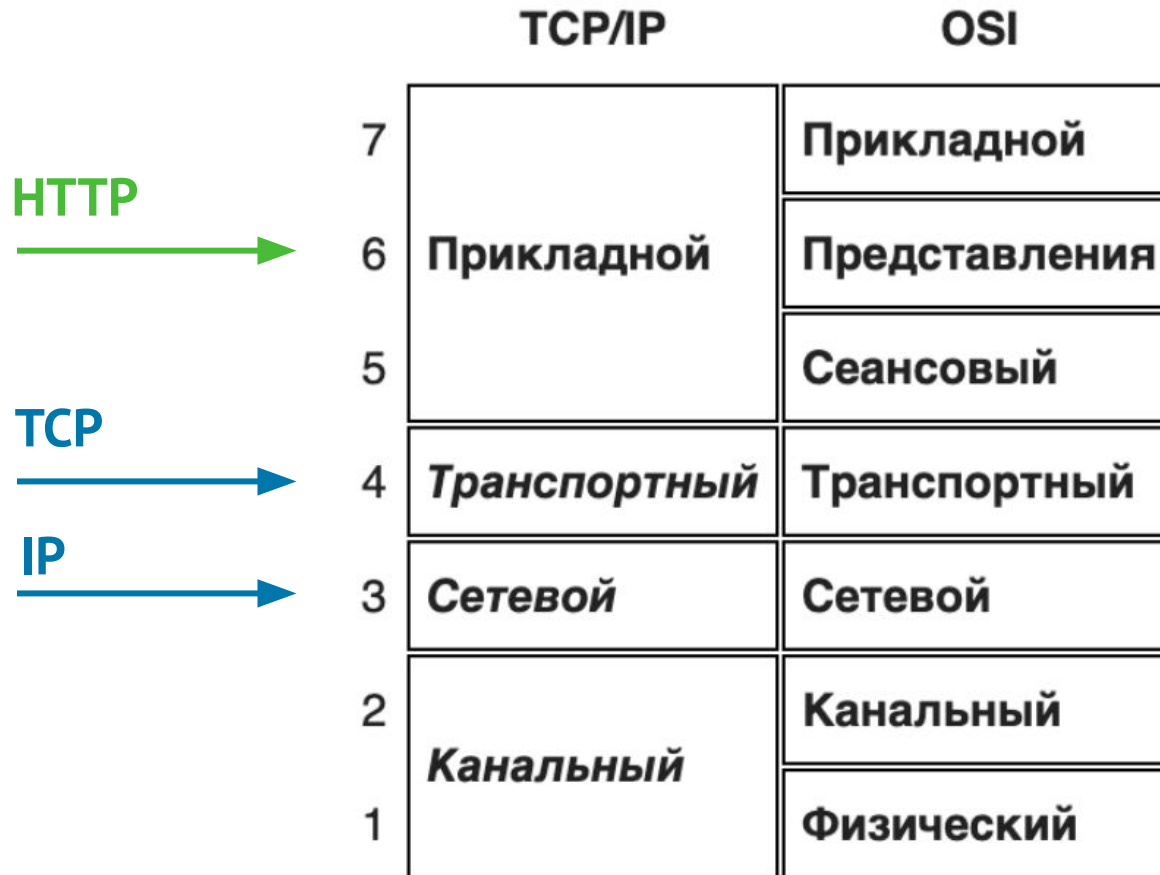 TCP/IP OSI
7 Прикладной
HTTP
6 Прикладной Представления
5 Сеансовый
TCP
4 Транспортный Транспортный
IP
3 Сетевой Сетевой
2 Канальный
Канальный
1 Физический